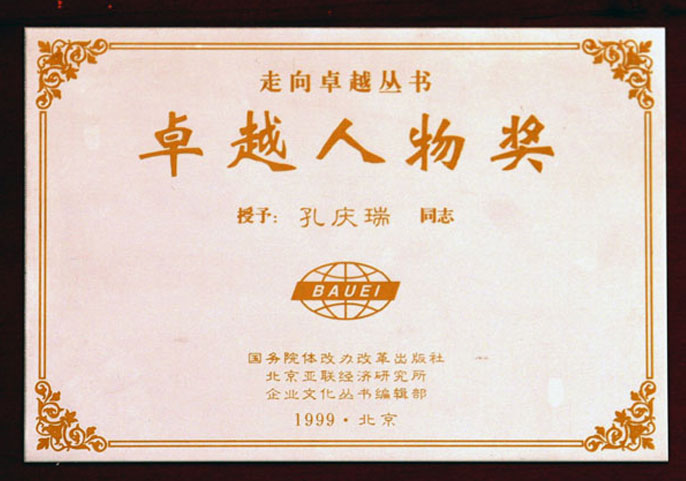 走向卓越丛书
卓越人物奖
授予: 孔庆瑞 同志
BAUEI
国务院体改办改革出版社
北京亚联经济研究所
企业文化丛书编辑部
1999·北京